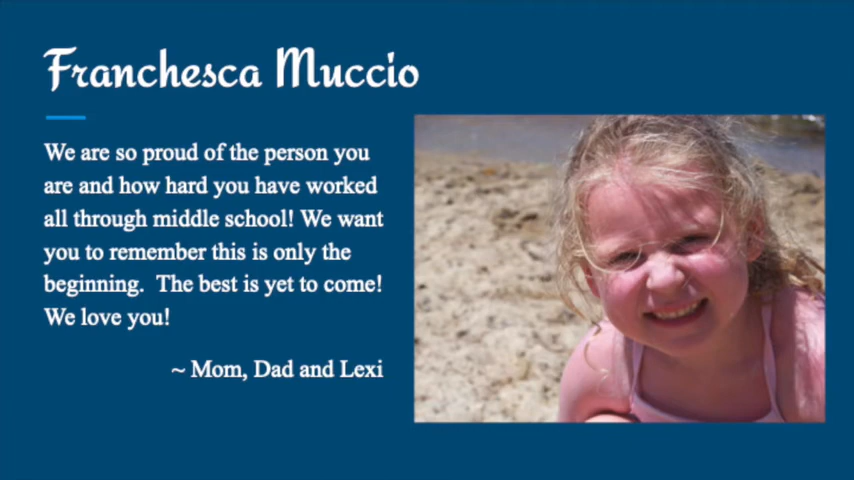 Franchesca Muccio
We are so proud of the person you
are and how hard you have worked
all through middle school! We want
you to remember this is only the
beginning.  The best is yet to come!
We love you!
~ Mom, Dad and Lexi